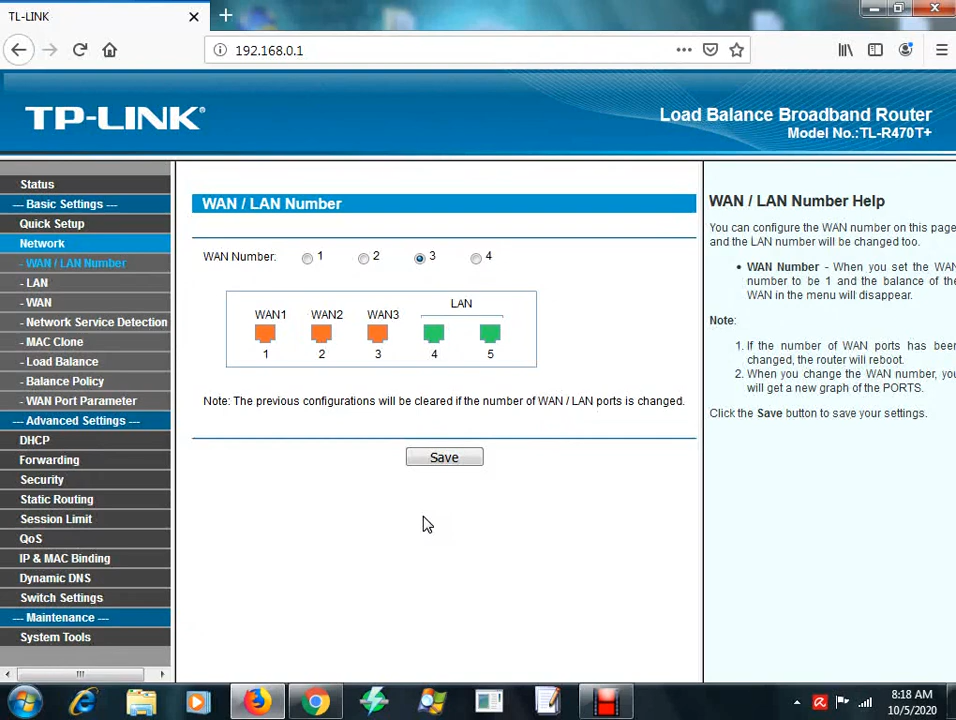 TL-LINK
192.168.0.1
TP-LINK®
Load Balance Broadband Router
Model No.:TL-R470T+
Status
--- Basic Settings ---
Quick Setup
Network
- WAN / LAN Number
- LAN
- WAN
- Network Service Detection
- MAC Clone
- Load Balance
- Balance Policy
- WAN Port Parameter
--- Advanced Settings ---
DHCP
Forwarding
Security
Static Routing
Session Limit
QoS
IP & MAC Binding
Dynamic DNS
Switch Settings
--- Maintenance ---
System Tools
WAN / LAN Number
WAN Number: 1 2 3 4
LAN
WAN1 WAN2 WAN3
1 2 3 4 5
Note: The previous configurations will be cleared if the number of WAN / LAN ports is changed.
Save
WAN / LAN Number Help
You can configure the WAN number on this page
and the LAN number will be changed too.
• WAN Number - When you set the WAN
number to be 1 and the balance of the
WAN in the menu will disappear.
Note:
1. If the number of WAN ports has been
changed, the router will reboot.
2. When you change the WAN number, you
will get a new graph of the PORTS.
Click the Save button to save your settings.
8:18 AM
10/5/2020